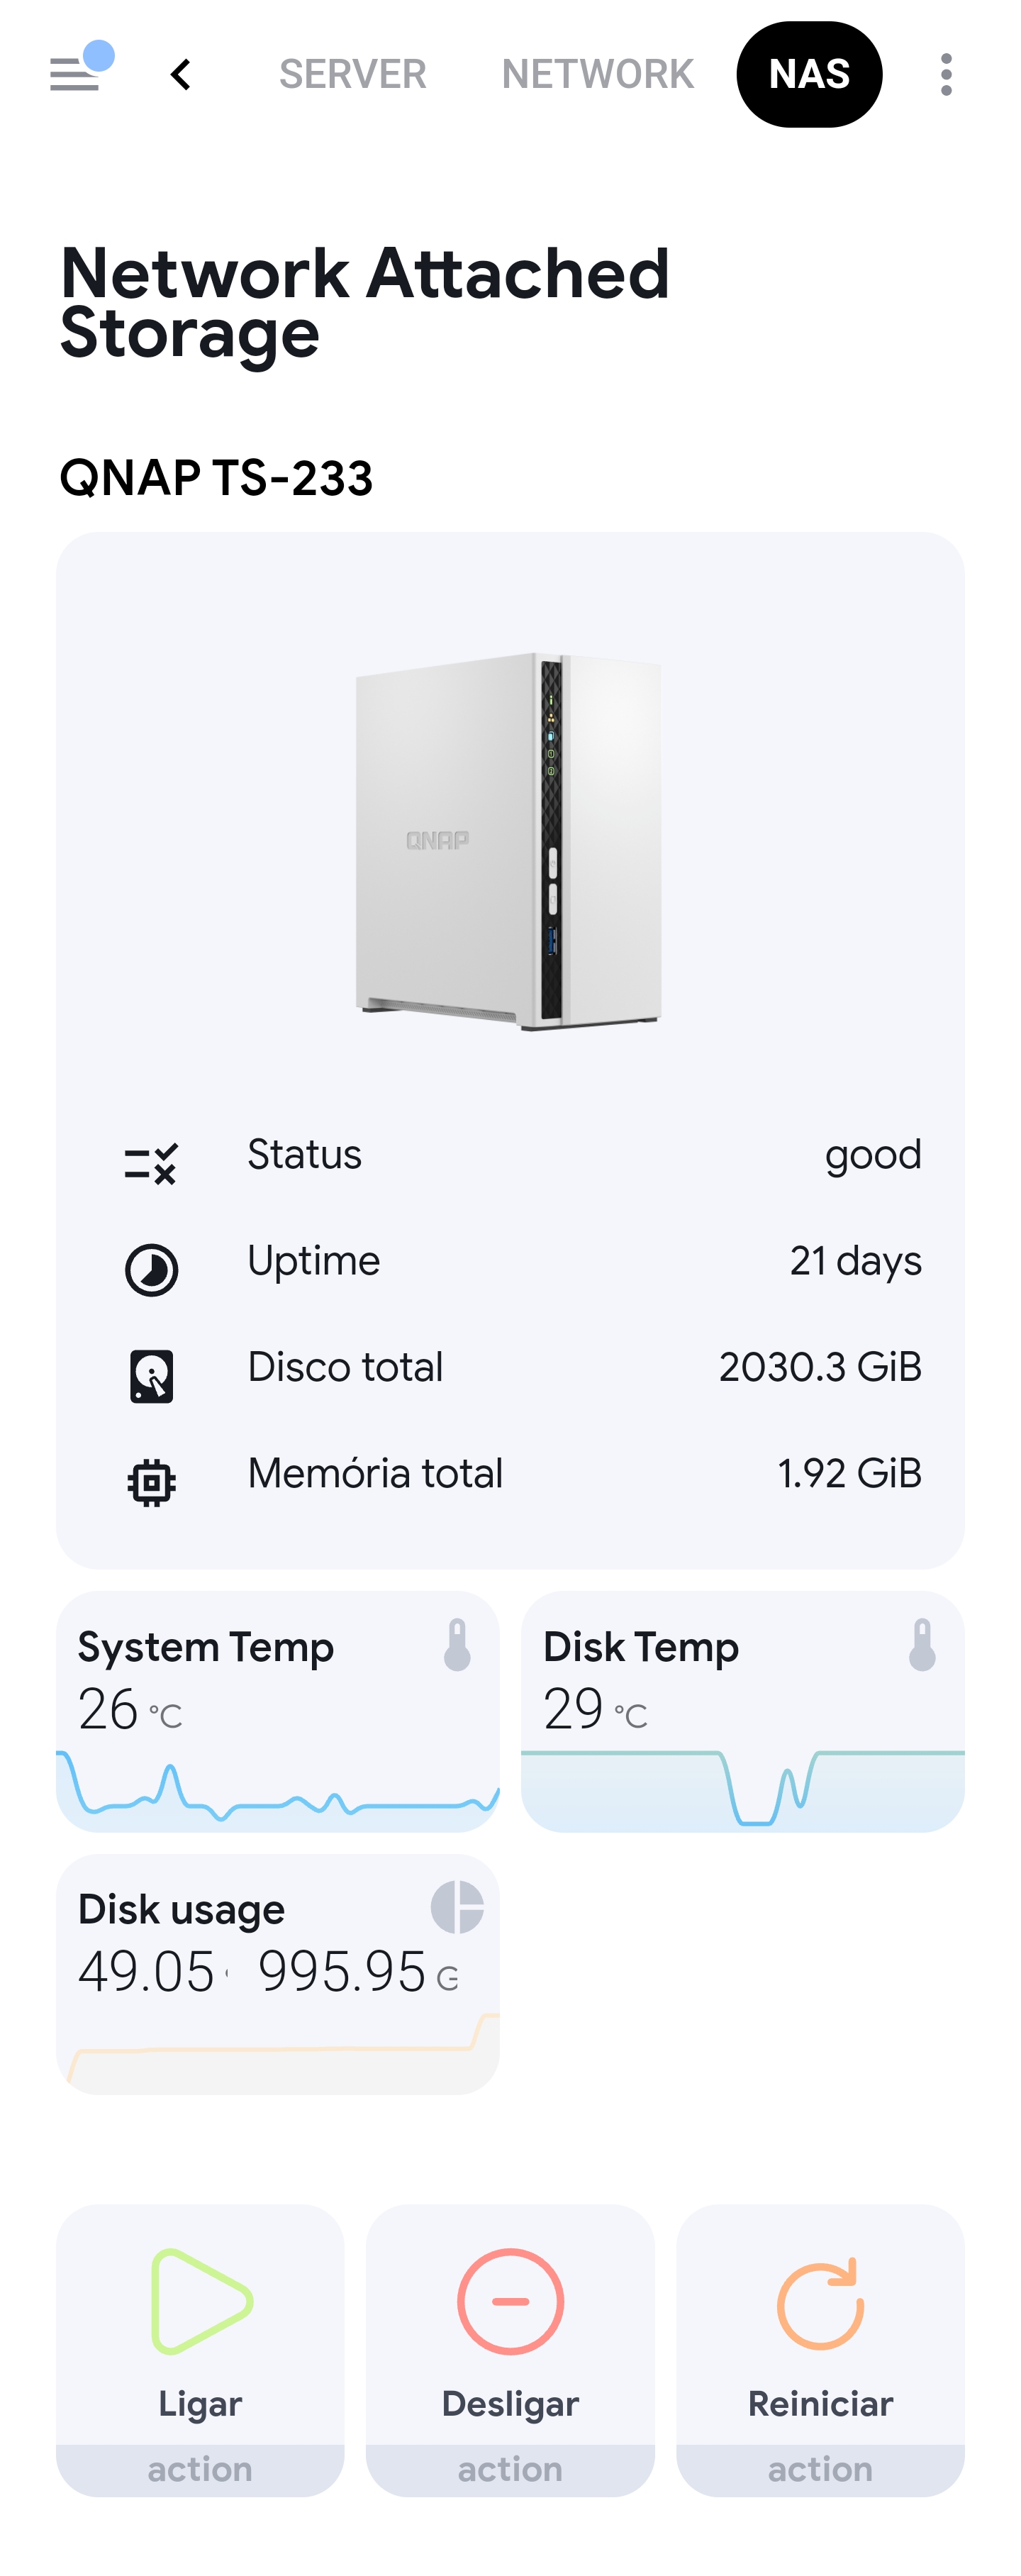 SERVER NETWORK NAS
Network Attached
Storage
QNAP TS-233
QNAP
Status good
Uptime 21 days
Disco total 2030.3 GiB
Memória total 1.92 GiB
System Temp
26 °C
Disk Temp
29 °C
Disk usage
49.05 995.95 G
Ligar
action
Desligar
action
Reiniciar
action